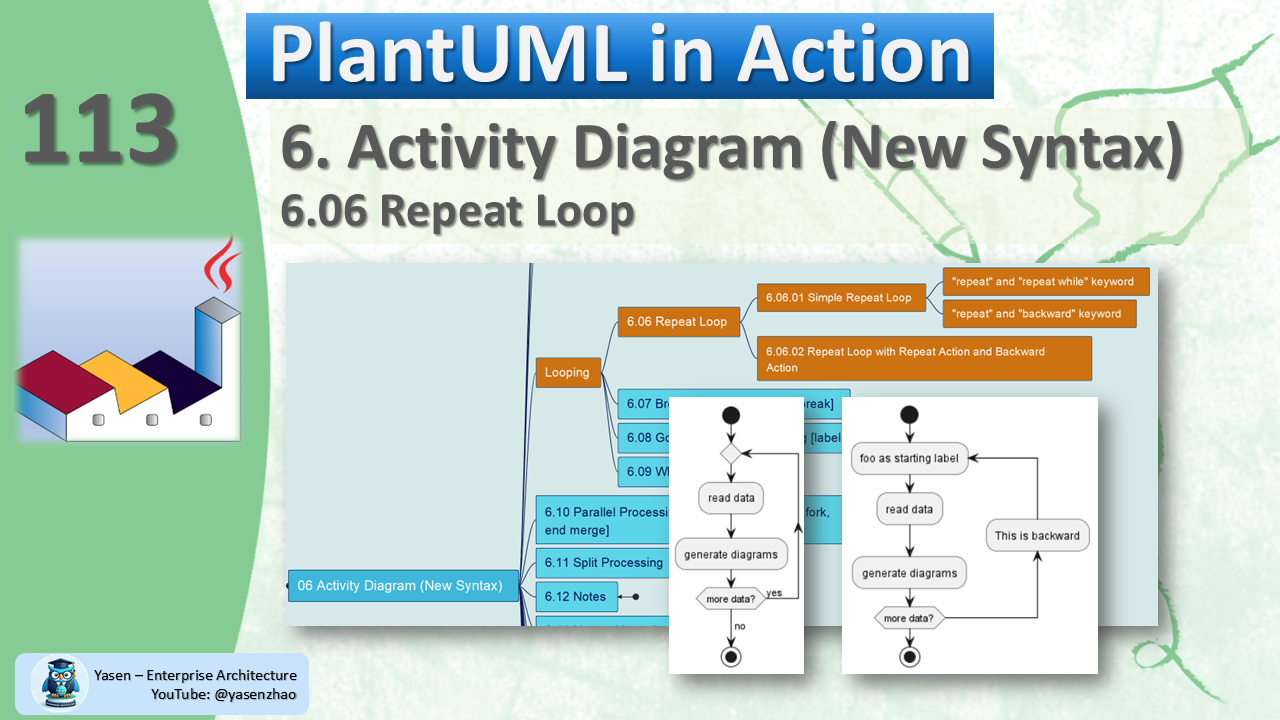 PlantUML in Action
113
6. Activity Diagram (New Syntax)
6.06 Repeat Loop
"repeat" and "repeat while" keyword
6.06.01 Simple Repeat Loop
"repeat" and "backward" keyword
6.06 Repeat Loop
6.06.02 Repeat Loop with Repeat Action and Backward
Action
Looping
6.07 Br
reak]
6.08 Go
g [label
6.09 W
6.10 Parallel Process
fork,
end merge]
6.11 Split Processing
06 Activity Diagram (New Syntax)
6.12 Notes
read data
generate diagrams
more data?
yes
no
foo as starting label
read data
This is backward
generate diagrams
more data?
Yasen – Enterprise Architecture
YouTube: @yasenzhao